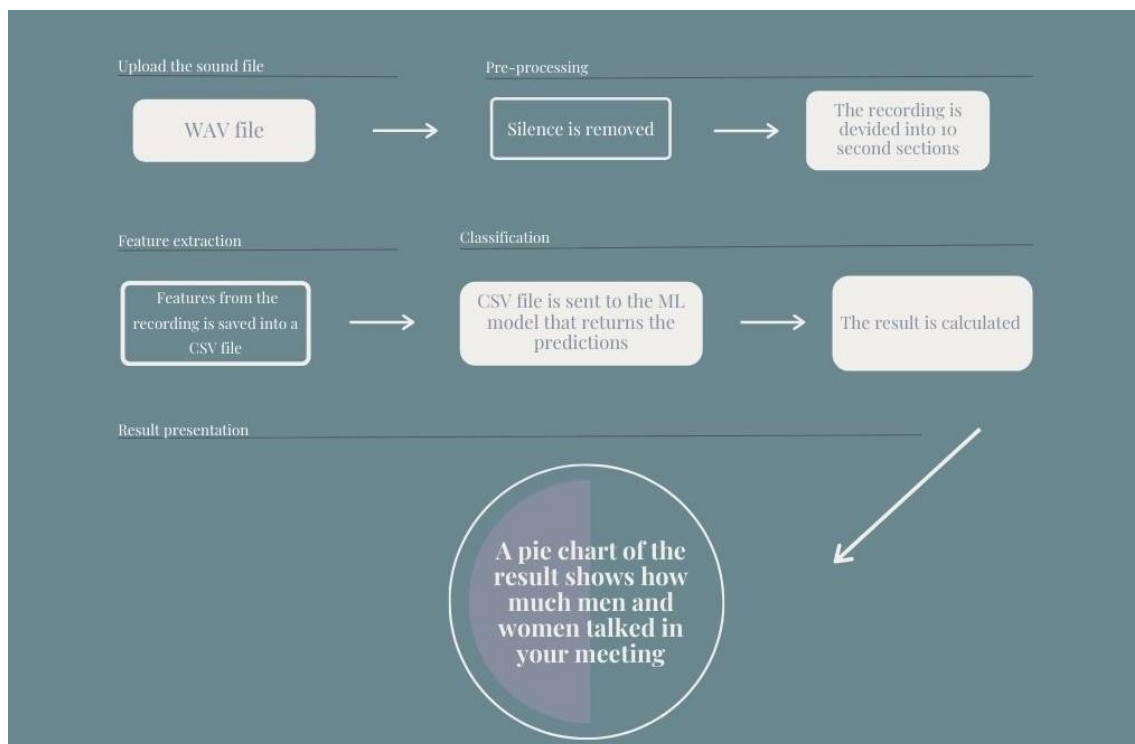 Upload the sound file
Pre-processing
WAV file
Silence is removed
The recording is
devided into 10
second sections
Feature extraction
Classification
Features from the
recording is saved into a
CSV file
CSV file is sent to the ML
model that returns the
predictions
The result is calculated
Result presentation
A pie chart of the
result shows how
much men and
women talked in
your meeting